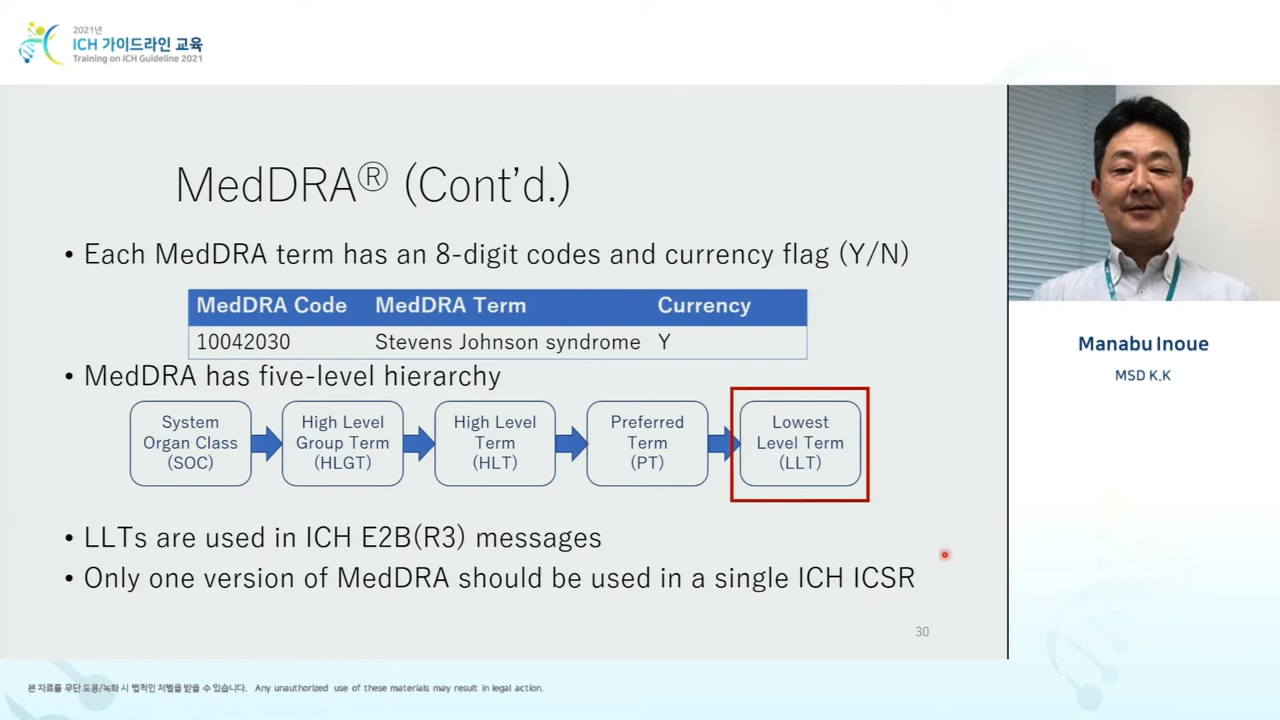 2021년
ICH 가이드라인 교육
Training on ICH Guideline 2021
MedDRA® (Cont'd.)
• Each MedDRA term has an 8-digit codes and currency flag (Y/N)
MedDRA Code MedDRA Term Currency
10042030 Stevens Johnson syndrome Y
• MedDRA has five-level hierarchy
System
Organ Class
(SOC)
High Level
Group Term
(HLGT)
High Level
Term
(HLT)
Preferred
Term
(PT)
Lowest
Level Term
(LLT)
• LLTs are used in ICH E2B(R3) messages
• Only one version of MedDRA should be used in a single ICH ICSR
30
Manabu Inoue
MSD K.K
본 자료를 무단 도용/녹화 시 법적인 처벌을 받을 수 있습니다. Any unauthorized use of these materials may result in legal action.